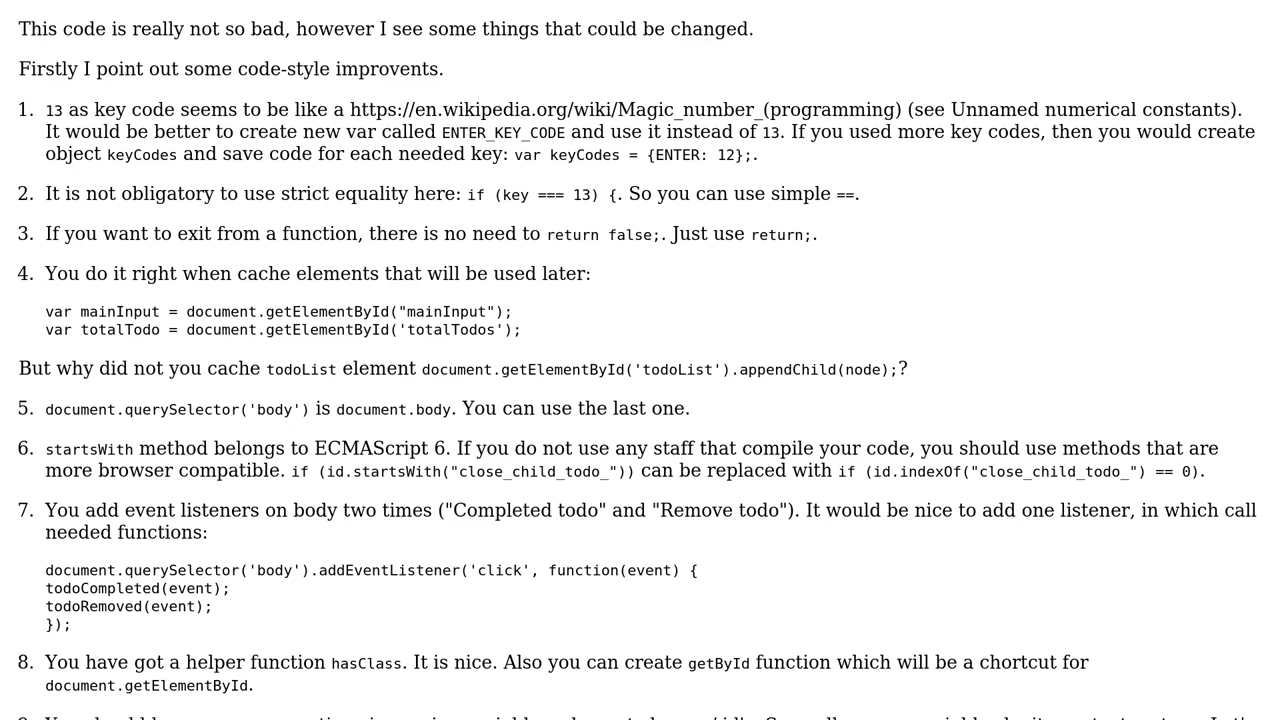 This code is really not so bad, however I see some things that could be changed.
Firstly I point out some code-style improvents.
1. 13 as key code seems to be like a https://en.wikipedia.org/wiki/Magic_number_(programming) (see Unnamed numerical constants).
It would be better to create new var called ENTER_KEY_CODE and use it instead of 13. If you used more key codes, then you would create
object keyCodes and save code for each needed key: var keyCodes = {ENTER: 12};.
2. It is not obligatory to use strict equality here: if (key === 13) {. So you can use simple ==.
3. If you want to exit from a function, there is no need to return false;. Just use return;.
4. You do it right when cache elements that will be used later:
var mainInput = document.getElementById("mainInput");
var totalTodo = document.getElementById('totalTodos');
But why did not you cache todoList element document.getElementById('todoList').appendChild(node);?
5. document.querySelector('body') is document.body. You can use the last one.
6. startsWith method belongs to ECMAScript 6. If you do not use any staff that compile your code, you should use methods that are
more browser compatible. if (id.startsWith("close_child_todo_")) can be replaced with if (id.indexOf("close_child_todo_") == 0).
7. You add event listeners on body two times ("Completed todo" and "Remove todo"). It would be nice to add one listener, in which call
needed functions:
document.querySelector('body').addEventListener('click', function(event) {
todoCompleted(event);
todoRemoved(event);
});
8. You have got a helper function hasClass. It is nice. Also you can create getById function which will be a chortcut for
document.getElementById.